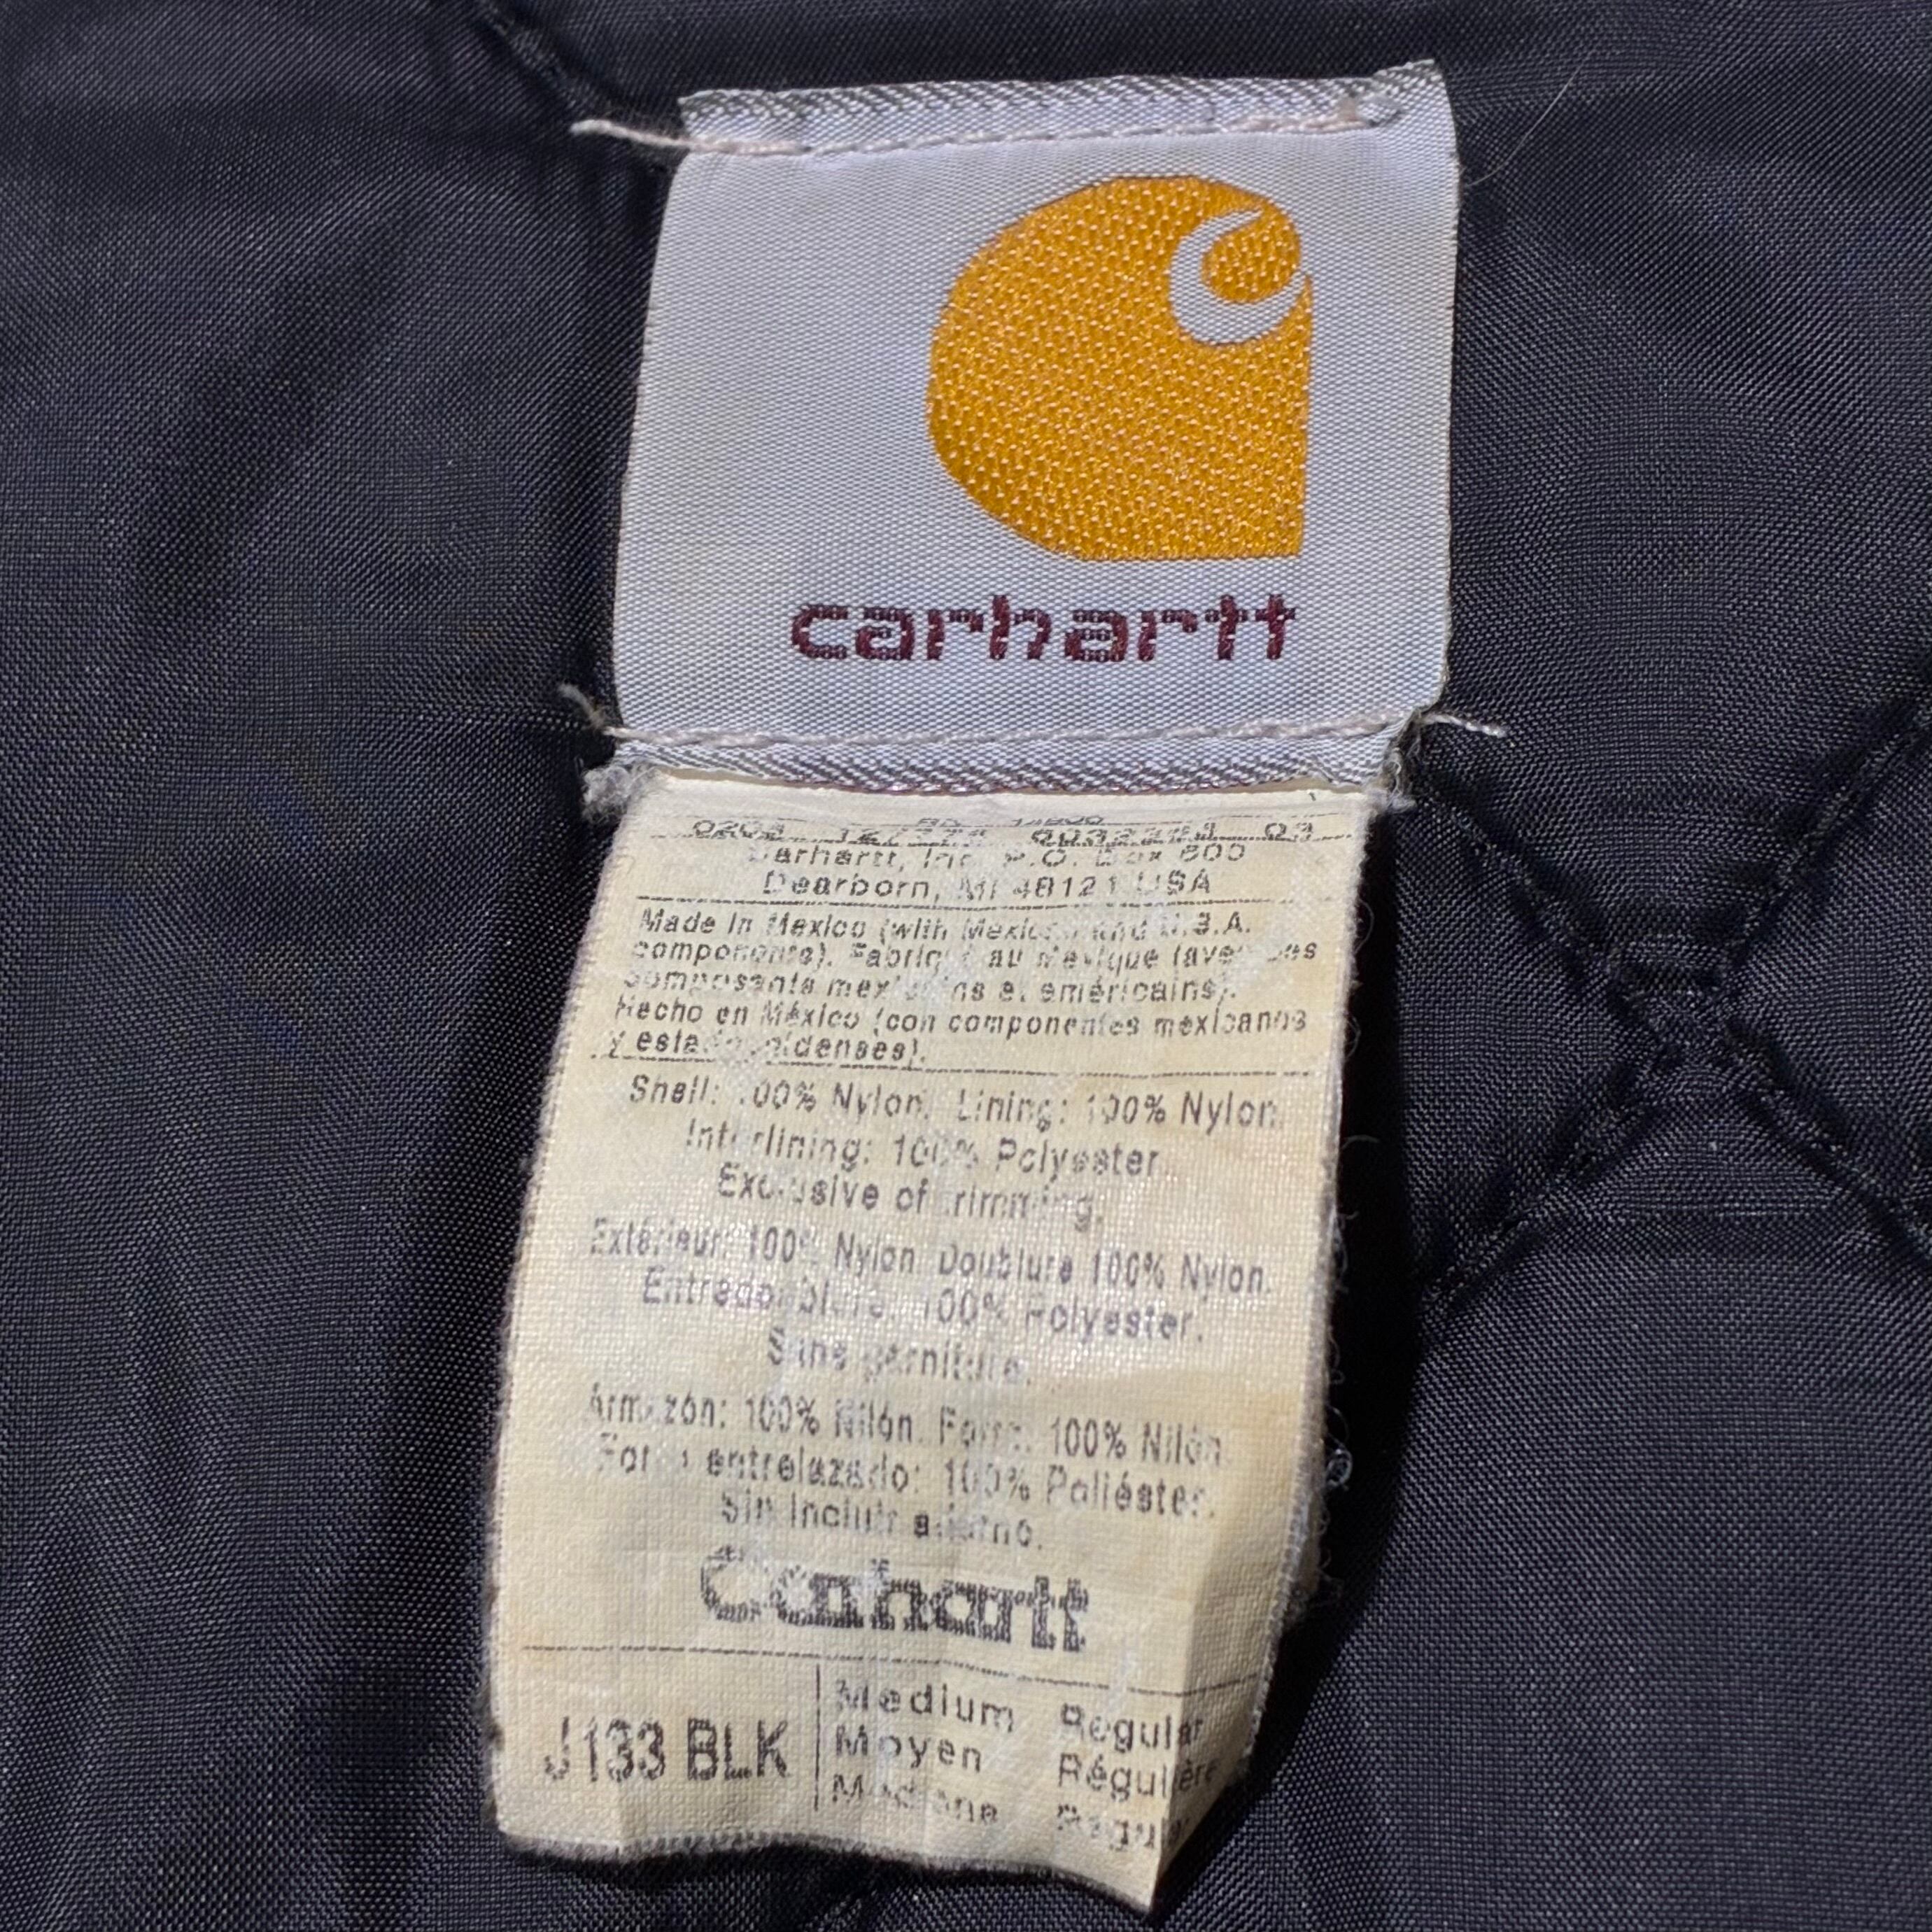 carhartt
RN 14806
Carhartt, Inc. P.O. Box 600
Dearborn, MI 48121 USA
Made in Mexico (with Mexican and U.S.A.
components). Fabriqué au Mexique (avec des
composants mexicains et américains).
Hecho en México (con componentes mexicanos
y estadounidenses).
Shell: 100% Nylon. Lining: 100% Nylon.
Interlining: 100% Polyester.
Exclusive of trimming.
Extérieur: 100% Nylon. Doublure 100% Nylon.
Entredoublure: 100% Polyester.
Sans garniture.
Armazón: 100% Nilón. Forro: 100% Nilón.
Forro entrelazado: 100% Poliéster.
Sin incluir adorno.
Carhartt
J133 BLK
Medium Regular
Moyen Régulière
Mediana Regular